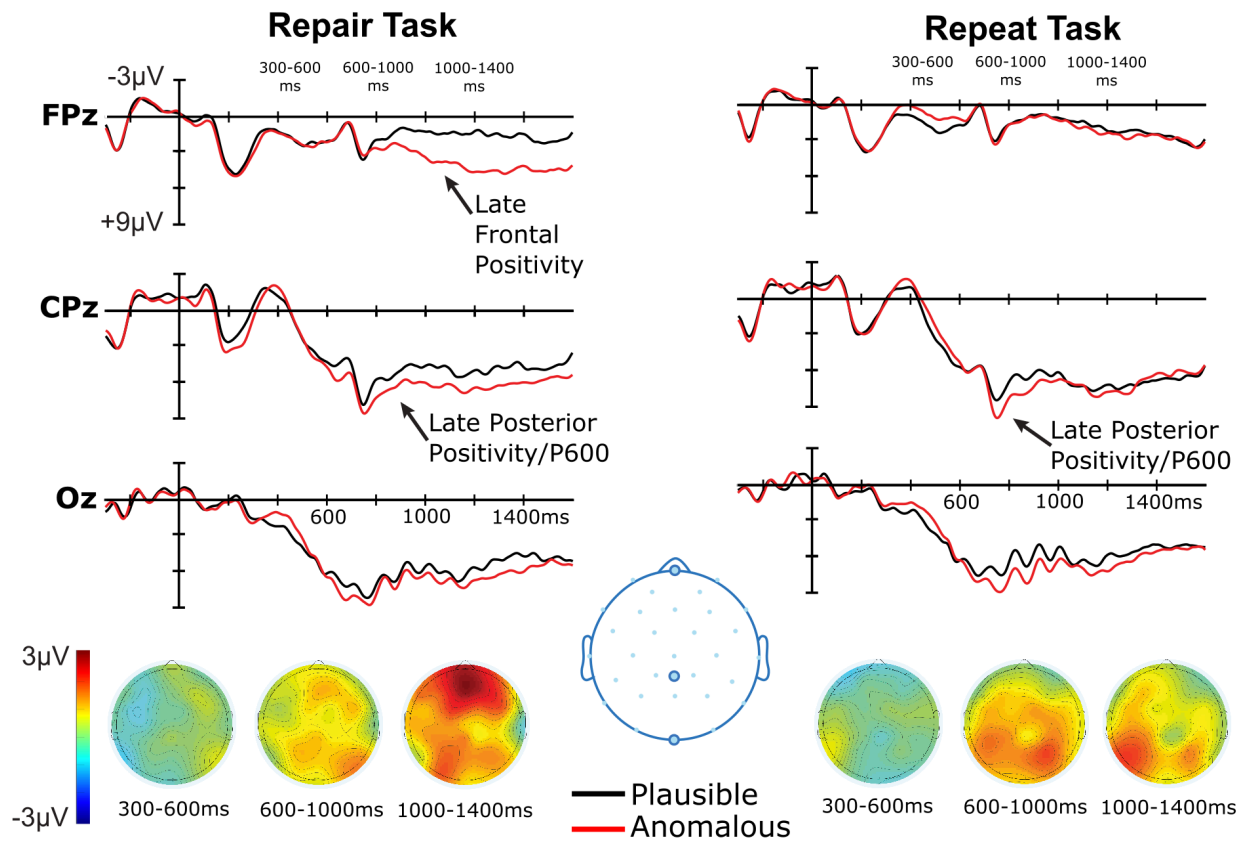 Repair Task
Repeat Task
300-600
ms
600-1000
ms
1000-1400
ms
300-600
ms
600-1000
ms
1000-1400
ms
-3µV
FPz
+9µV
Late
Frontal
Positivity
CPz
Late Posterior
Positivity/P600
Late Posterior
Positivity/P600
Oz
600
1000
1400ms
600
1000
1400ms
3µV
-3µV
300-600ms
600-1000ms
1000-1400ms
Plausible
Anomalous
300-600ms
600-1000ms
1000-1400ms